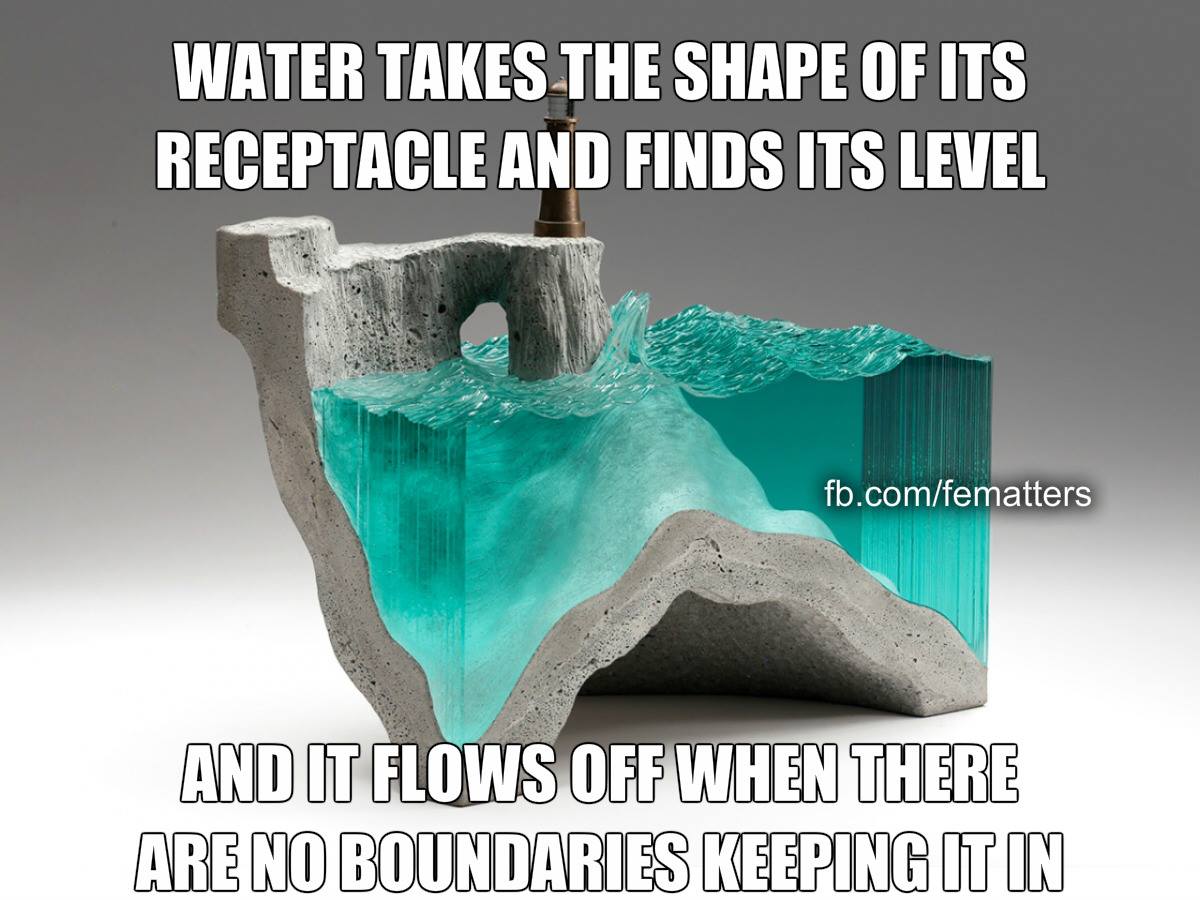 WATER TAKES THE SHAPE OF ITS
RECEPTACLE AND FINDS ITS LEVEL
fb.com/fematters
AND IT FLOWS OFF WHEN THERE
ARE NO BOUNDARIES KEEPING IT IN